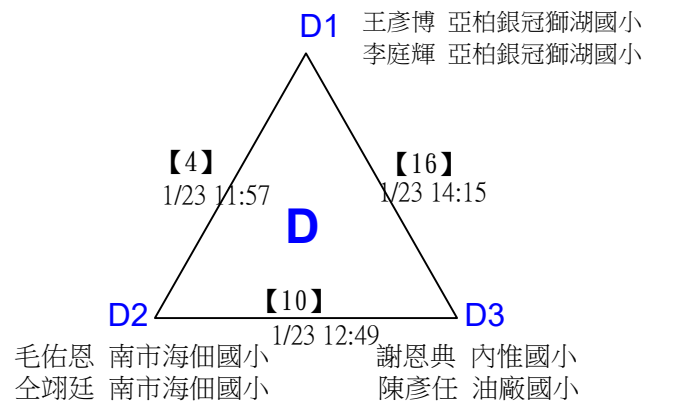 D1
王彥博 亞柏銀冠獅湖國小
李庭輝 亞柏銀冠獅湖國小
【4】
1/23 11:57
【16】
1/23 14:15
D
【10】
1/23 12:49
D2
D3
毛佑恩 南市海佃國小
仝翊廷 南市海佃國小
謝恩典 內惟國小
陳彥任 油廠國小